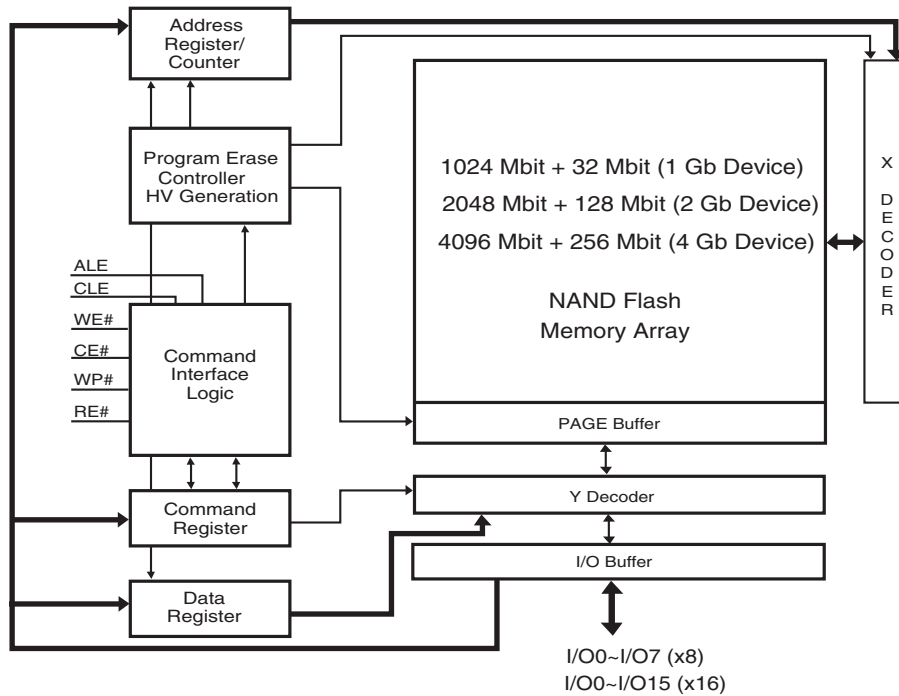 Address
Register/
Counter
Program Erase
Controller
HV Generation
ALE
CLE
WE#
CE#
WP#
RE#
Command
Interface
Logic
Command
Register
Data
Register
1024 Mbit + 32 Mbit (1 Gb Device)
2048 Mbit + 128 Mbit (2 Gb Device)
4096 Mbit + 256 Mbit (4 Gb Device)
NAND Flash
Memory Array
PAGE Buffer
Y Decoder
I/O Buffer
I/O0~I/O7 (x8)
I/O0~I/O15 (x16)
X
D
E
C
O
D
E
R